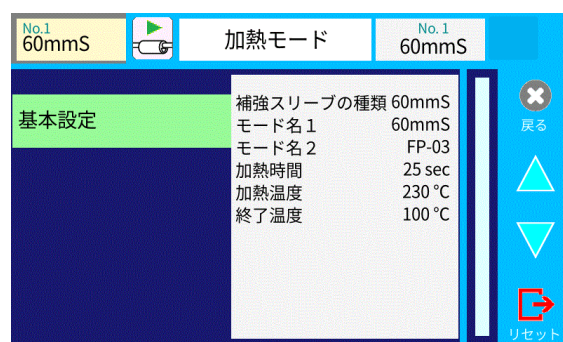 No.1
60mmS
加熱モード
No. 1
60mmS
基本設定
補強スリーブの種類 60mmS
モード名１ 60mmS
モード名２ FP-03
加熱時間 25 sec
加熱温度 230 °C
終了温度 100 °C
戻る
リセット